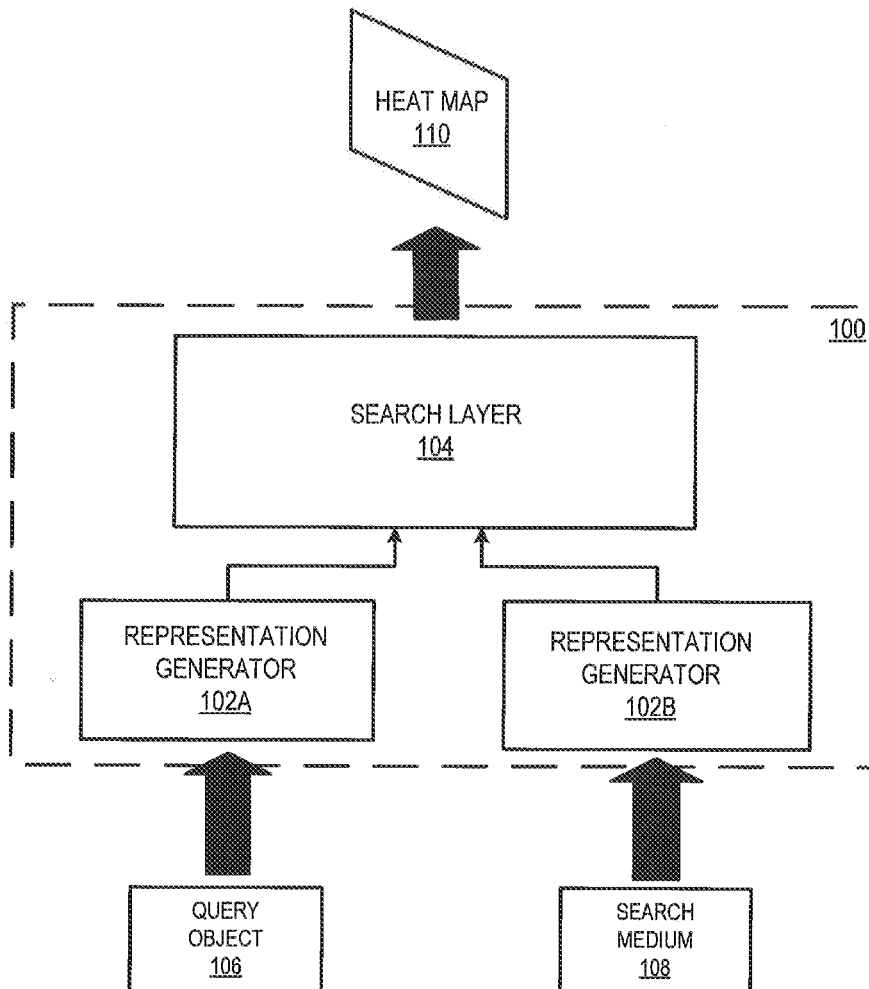 HEAT MAP
110
100
SEARCH LAYER
104
REPRESENTATION
GENERATOR
102A
REPRESENTATION
GENERATOR
102B
QUERY
OBJECT
106
SEARCH
MEDIUM
108